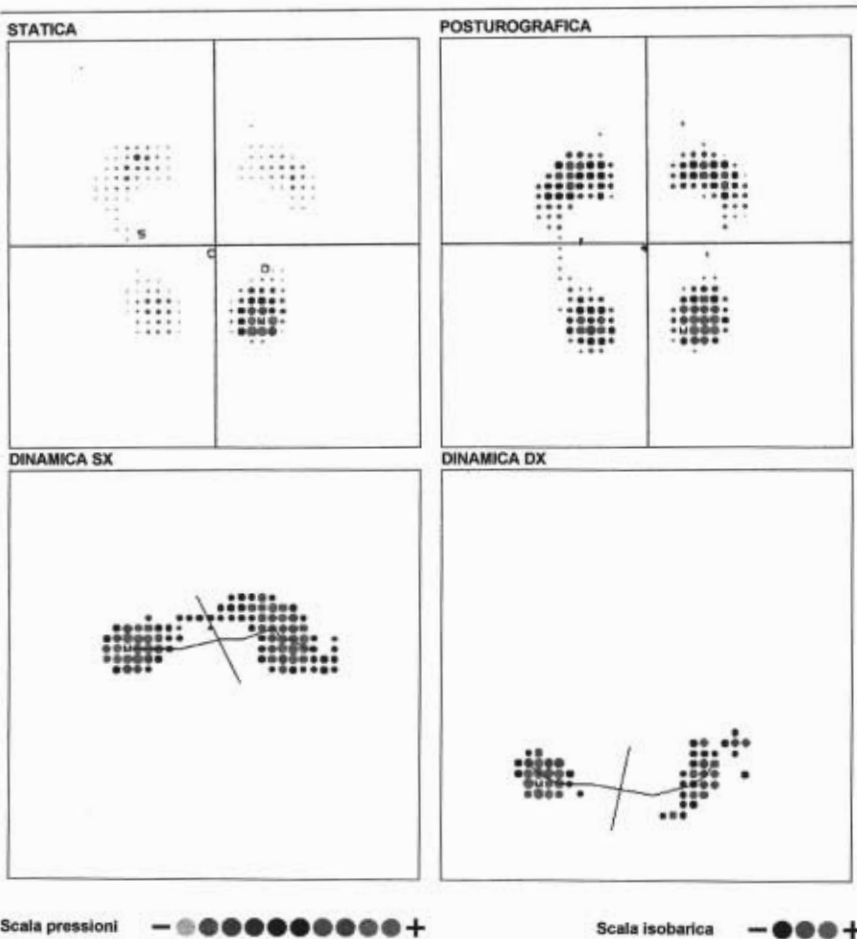 STATICA
POSTUROGRAFICA
S
C
D
M
M
DINAMICA SX
DINAMICA DX
M
M
Scala pressioni - +
Scala isobarica - +